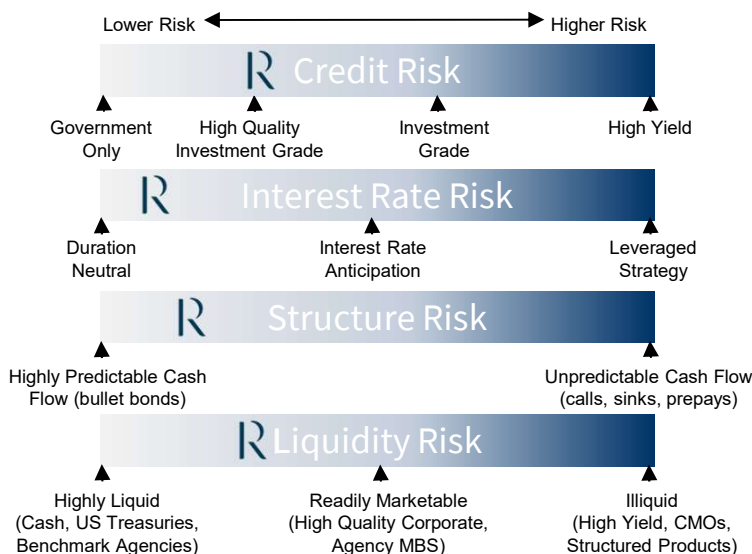 Lower Risk
Higher Risk
R Credit Risk
Government
Only
High Quality
Investment Grade
Investment
Grade
High Yield
R Interest Rate Risk
Duration
Neutral
Interest Rate
Anticipation
Leveraged
Strategy
R Structure Risk
Highly Predictable Cash
Flow (bullet bonds)
Unpredictable Cash Flow
(calls, sinks, prepays)
R Liquidity Risk
Highly Liquid
(Cash, US Treasuries,
Benchmark Agencies)
Readily Marketable
(High Quality Corporate,
Agency MBS)
Illiquid
(High Yield, CMOs,
Structured Products)